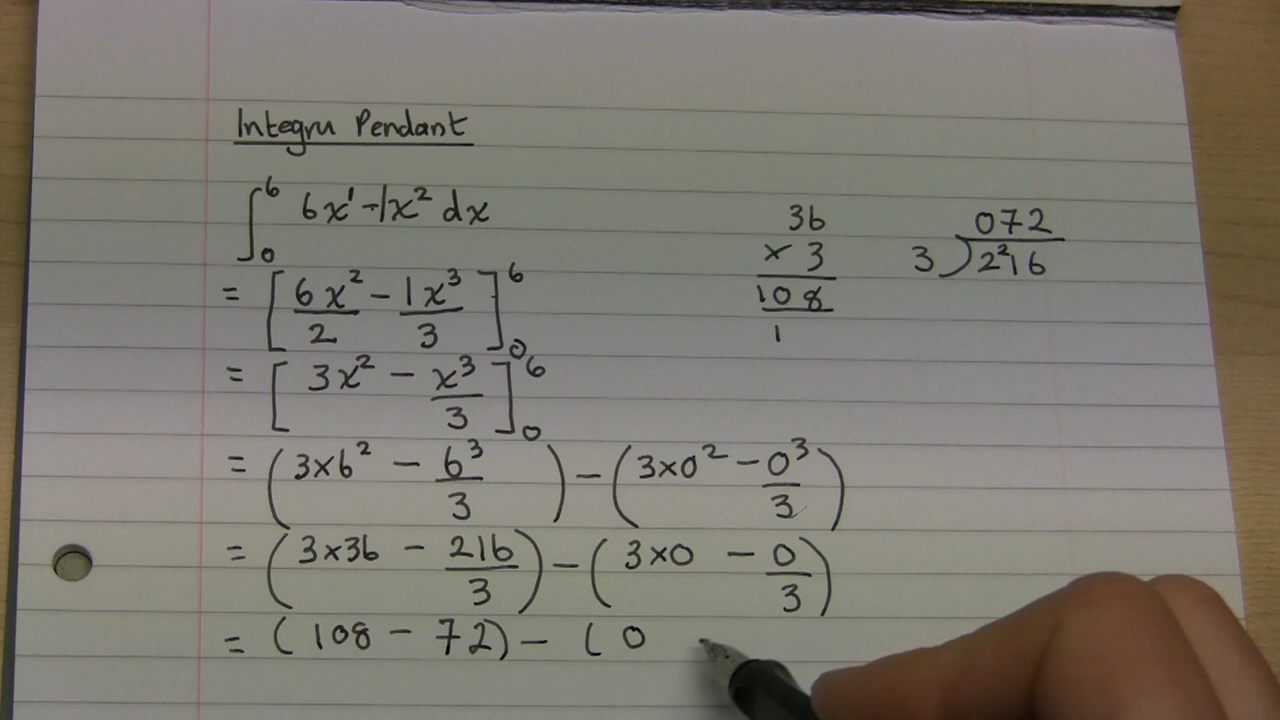 Integru Pendant
∫₀⁶ 6x¹ - 1x² dx
= [6x²/2 - 1x³/3]₀⁶
= [3x² - x³/3]₀⁶
= (3×6² - 6³/3) - (3×0² - 0³/3)
= (3×36 - 216/3) - (3×0 - 0/3)
= (108 - 72) - (0
36
× 3
108
1
072
3 ) 2²16